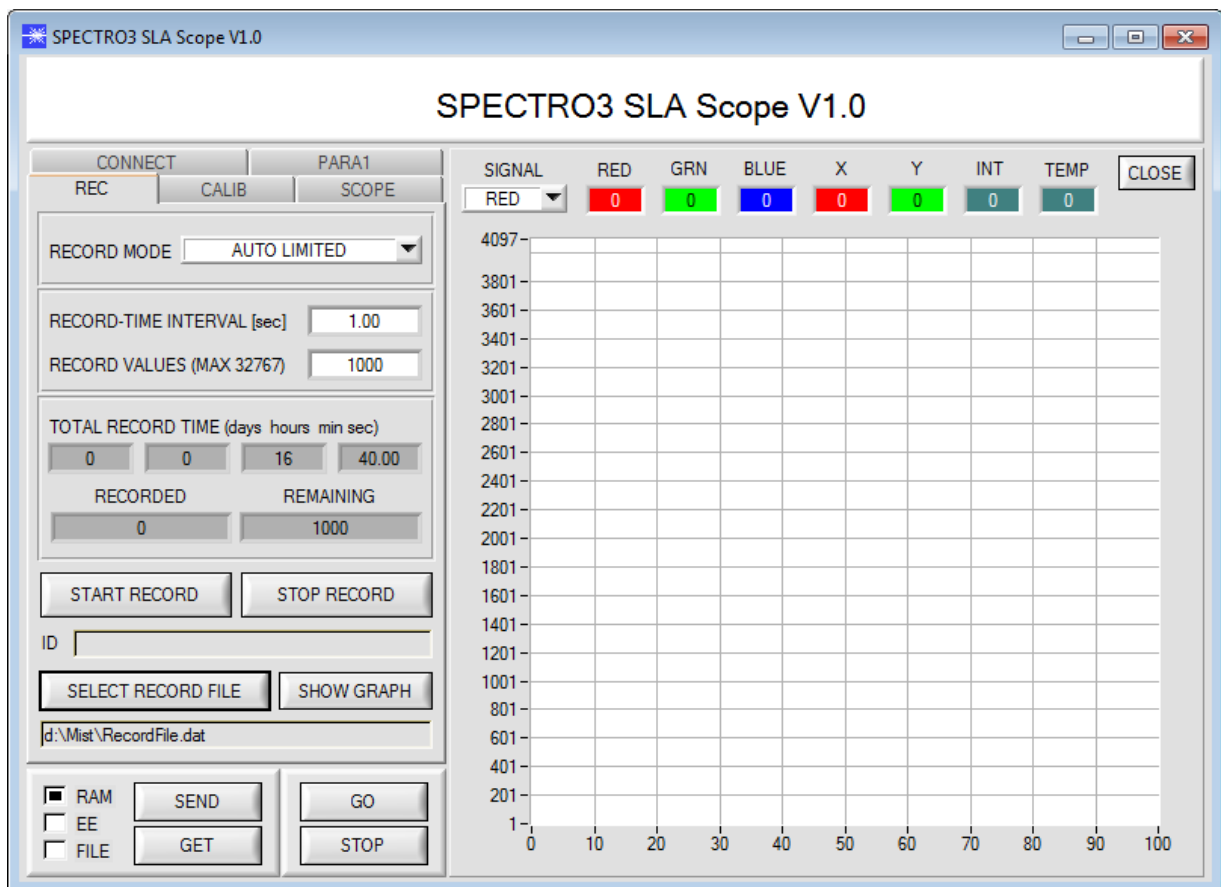 SPECTRO3 SLA Scope V1.0
SPECTRO3 SLA Scope V1.0
CONNECT PARA1
REC CALIB SCOPE
RECORD MODE AUTO LIMITED
RECORD-TIME INTERVAL [sec] 1.00
RECORD VALUES (MAX 32767) 1000
TOTAL RECORD TIME (days hours min sec)
0 0 16 40.00
RECORDED REMAINING
0 1000
START RECORD STOP RECORD
ID
SELECT RECORD FILE SHOW GRAPH
d:\Mist\RecordFile.dat
RAM SEND GO
EE
FILE GET STOP
SIGNAL RED GRN BLUE X Y INT TEMP CLOSE
RED 0 0 0 0 0 0 0
4097
3801
3601
3401
3201
3001
2801
2601
2401
2201
2001
1801
1601
1401
1201
1001
801
601
401
201
1
0 10 20 30 40 50 60 70 80 90 100